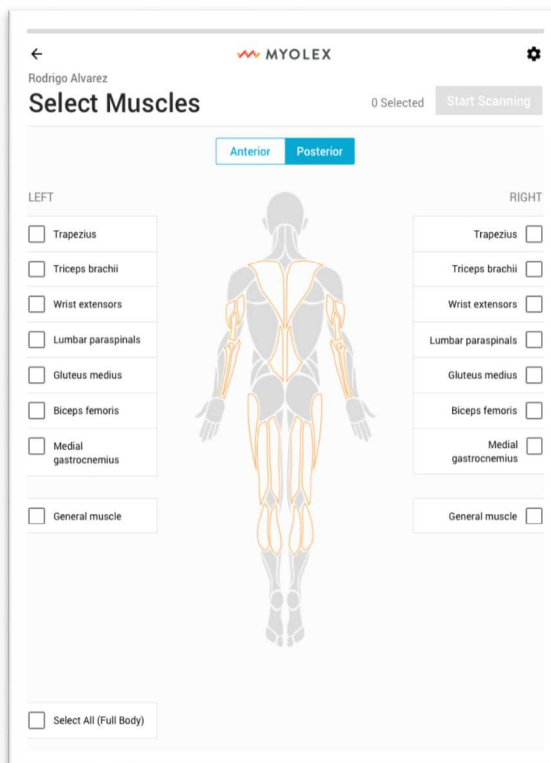 MYOLEX
Rodrigo Alvarez
Select Muscles
0 Selected
Start Scanning
Anterior
Posterior
LEFT
RIGHT
Trapezius
Triceps brachii
Wrist extensors
Lumbar paraspinals
Gluteus medius
Biceps femoris
Medial
gastrocnemius
General muscle
Trapezius
Triceps brachii
Wrist extensors
Lumbar paraspinals
Gluteus medius
Biceps femoris
Medial
gastrocnemius
General muscle
Select All (Full Body)